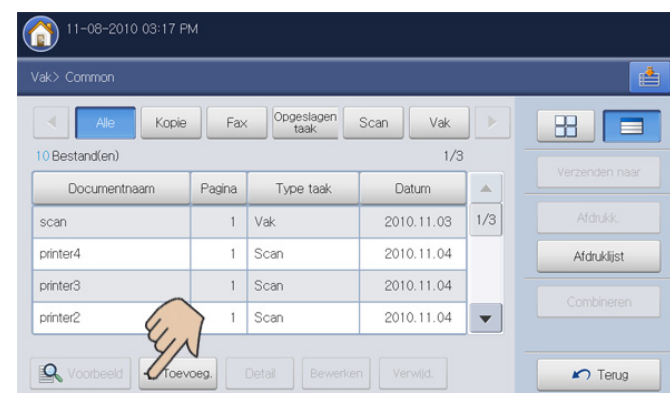 11-08-2010 03:17 PM
Vak> Common
Alle Kopie Fax Opgeslagen taak Scan Vak
10 Bestand(en) 1/3
Documentnaam Pagina Type taak Datum
scan 1 Vak 2010.11.03 1/3
printer4 1 Scan 2010.11.04
printer3 1 Scan 2010.11.04
printer2 1 Scan 2010.11.04
Voorbeeld Toevoeg. Detail Bewerken Verwijd.
Verzenden naar
Afdrukk.
Afdruklijst
Combineren
Terug